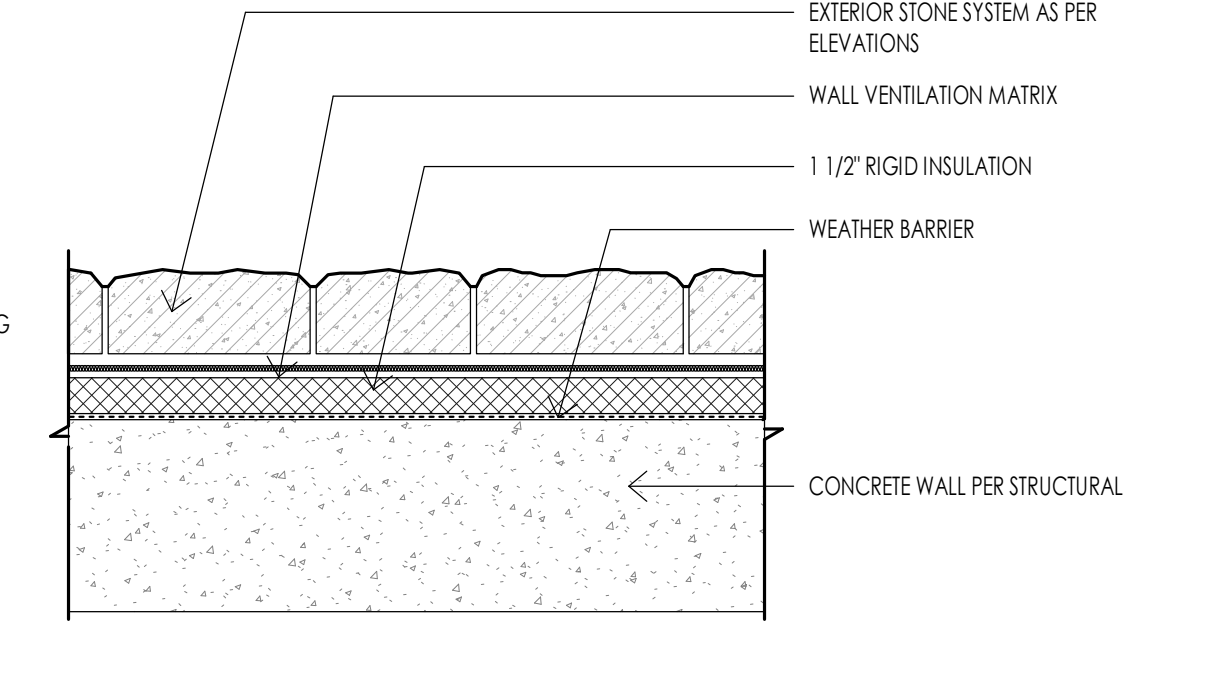 EXTERIOR STONE SYSTEM AS PER
ELEVATIONS
WALL VENTILATION MATRIX
1 1/2" RIGID INSULATION
WEATHER BARRIER
G
CONCRETE WALL PER STRUCTURAL